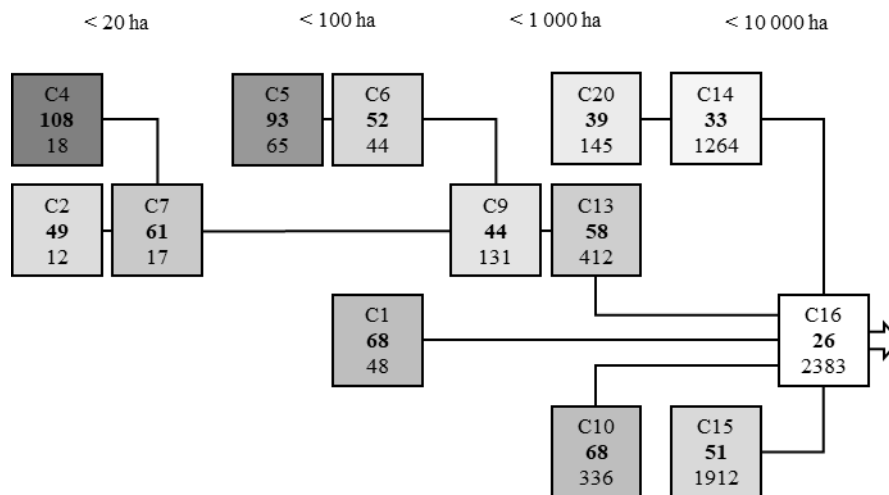 < 20 ha
< 100 ha
< 1 000 ha
< 10 000 ha
C4
108
18
C5
93
65
C6
52
44
C20
39
145
C14
33
1264
C2
49
12
C7
61
17
C9
44
131
C13
58
412
C1
68
48
C16
26
2383
C10
68
336
C15
51
1912